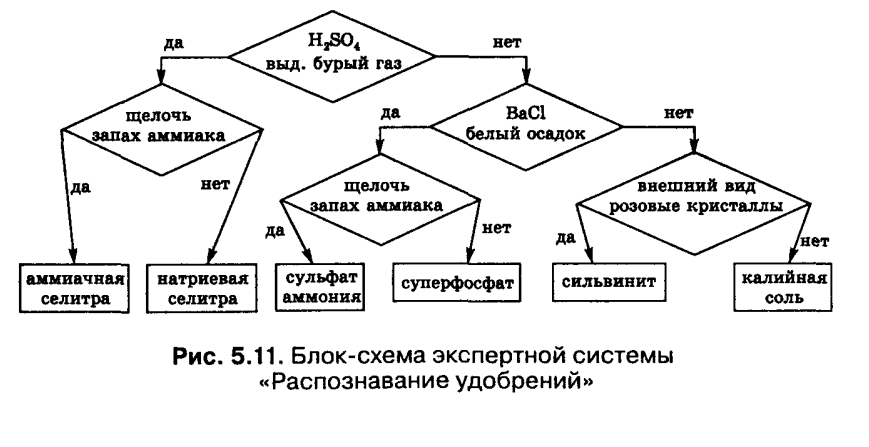 H₂SO₄
выд. бурый газ
да
нет
щелочь
запах аммиака
да
нет
BaCl
белый осадок
да
нет
щелочь
запах аммиака
да
нет
внешний вид
розовые кристаллы
да
нет
аммиачная
селитра
натриевая
селитра
сульфат
аммония
суперфосфат
сильвинит
калийная
соль
Рис. 5.11. Блок-схема экспертной системы
«Распознавание удобрений»